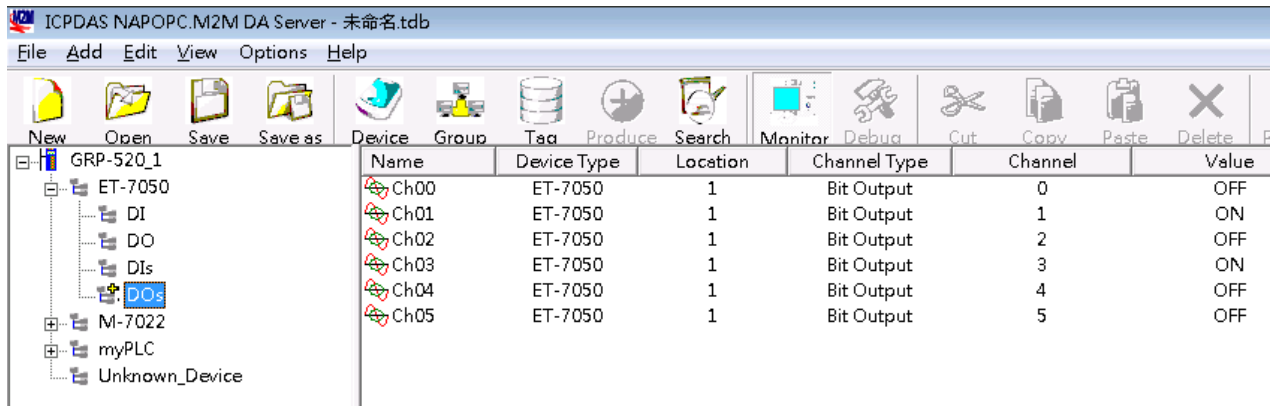 M2M ICPDAS NAPOPC.M2M DA Server - 未命名.tdb
File Add Edit View Options Help
New Open Save Save as Device Group Tag Produce Search Monitor Debug Cut Copy Paste Delete
GRP-520_1
ET-7050
DI
DO
DIs
DOs
M-7022
myPLC
Unknown_Device
Name Device Type Location Channel Type Channel Value
Ch00 ET-7050 1 Bit Output 0 OFF
Ch01 ET-7050 1 Bit Output 1 ON
Ch02 ET-7050 1 Bit Output 2 OFF
Ch03 ET-7050 1 Bit Output 3 ON
Ch04 ET-7050 1 Bit Output 4 OFF
Ch05 ET-7050 1 Bit Output 5 OFF